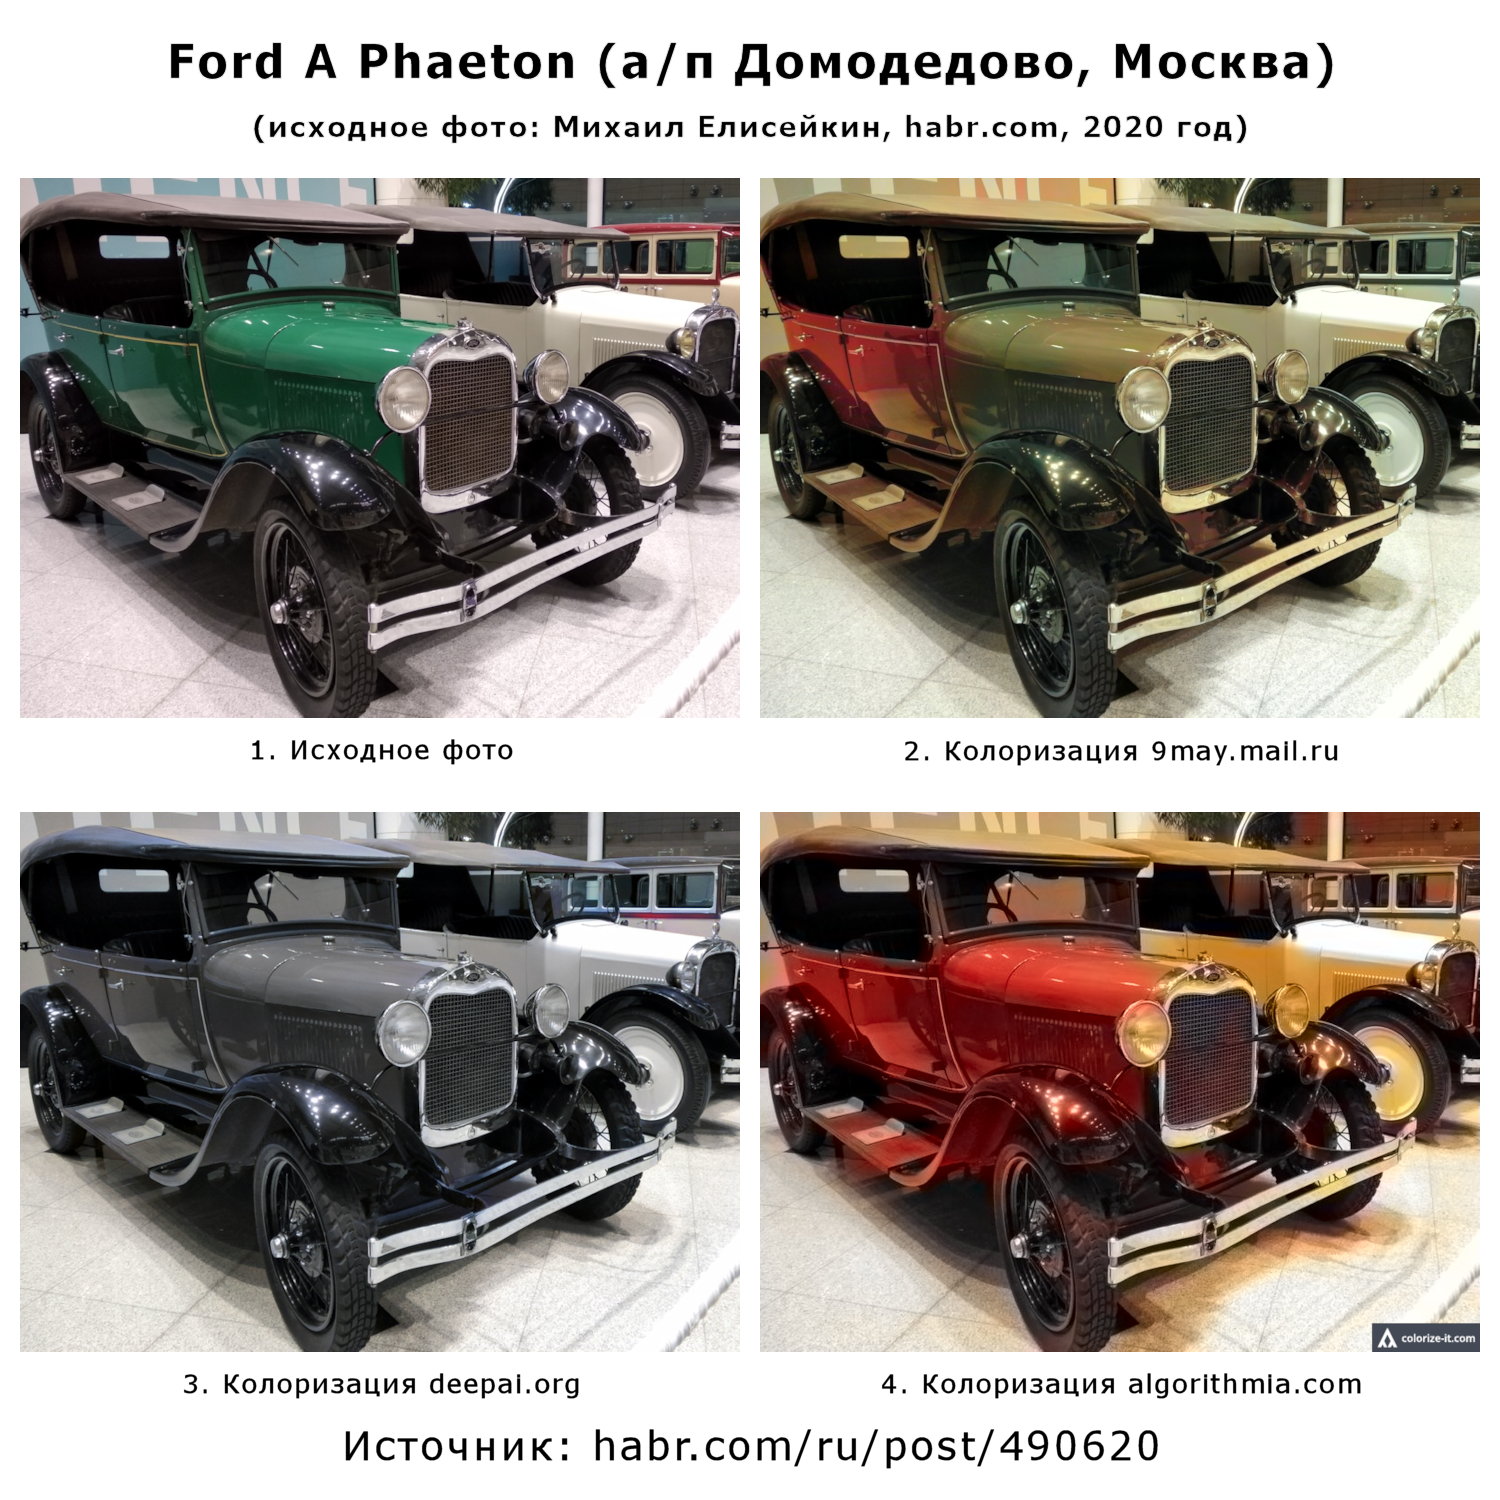 Ford A Phaeton (а/п Домодедово, Москва)
(исходное фото: Михаил Елисейкин, habr.com, 2020 год)
1. Исходное фото
2. Колоризация 9may.mail.ru
3. Колоризация deepai.org
colorize-it.com
4. Колоризация algorithmia.com
Источник: habr.com/ru/post/490620